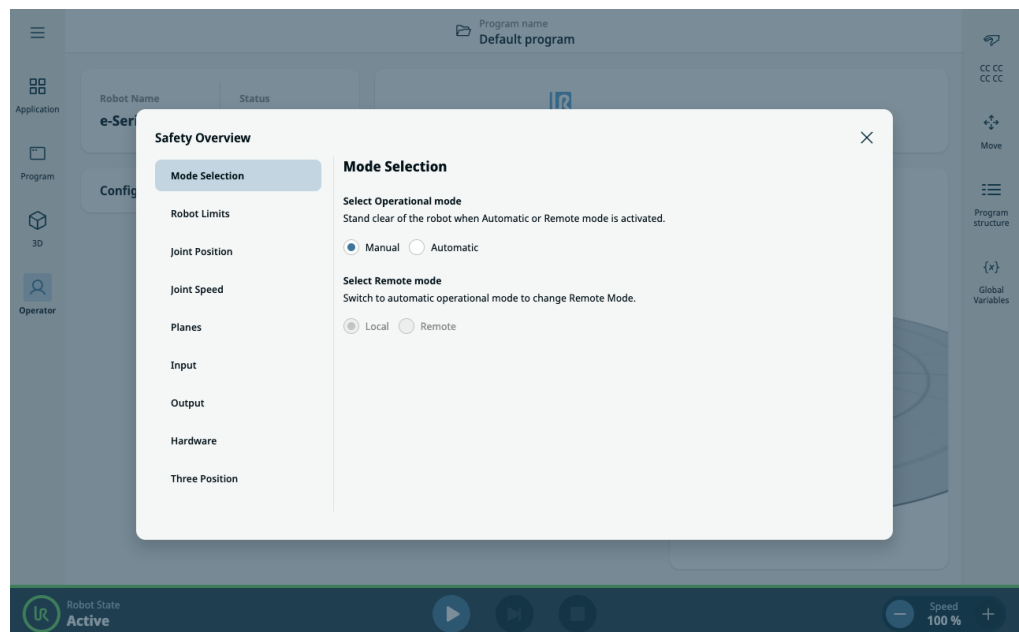 Program name
Default program
Application
Program
3D
Operator
Robot Name
Status
e-Seri
Config
Safety Overview
Mode Selection
Robot Limits
Joint Position
Joint Speed
Planes
Input
Output
Hardware
Three Position
Mode Selection
Select Operational mode
Stand clear of the robot when Automatic or Remote mode is activated.
Manual Automatic
Select Remote mode
Switch to automatic operational mode to change Remote Mode.
Local Remote
CC CC
CC CC
Move
Program
structure
{x}
Global
Variables
Robot State
Active
Speed
100 %